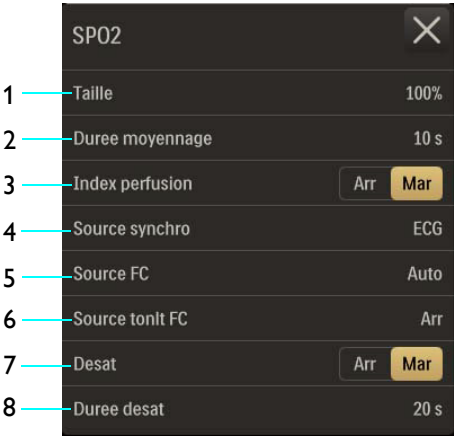 SPO2
1 Taille 100%
2 Duree moyennage 10 s
3 Index perfusion Arr Mar
4 Source synchro ECG
5 Source FC Auto
6 Source tonlt FC Arr
7 Desat Arr Mar
8 Duree desat 20 s